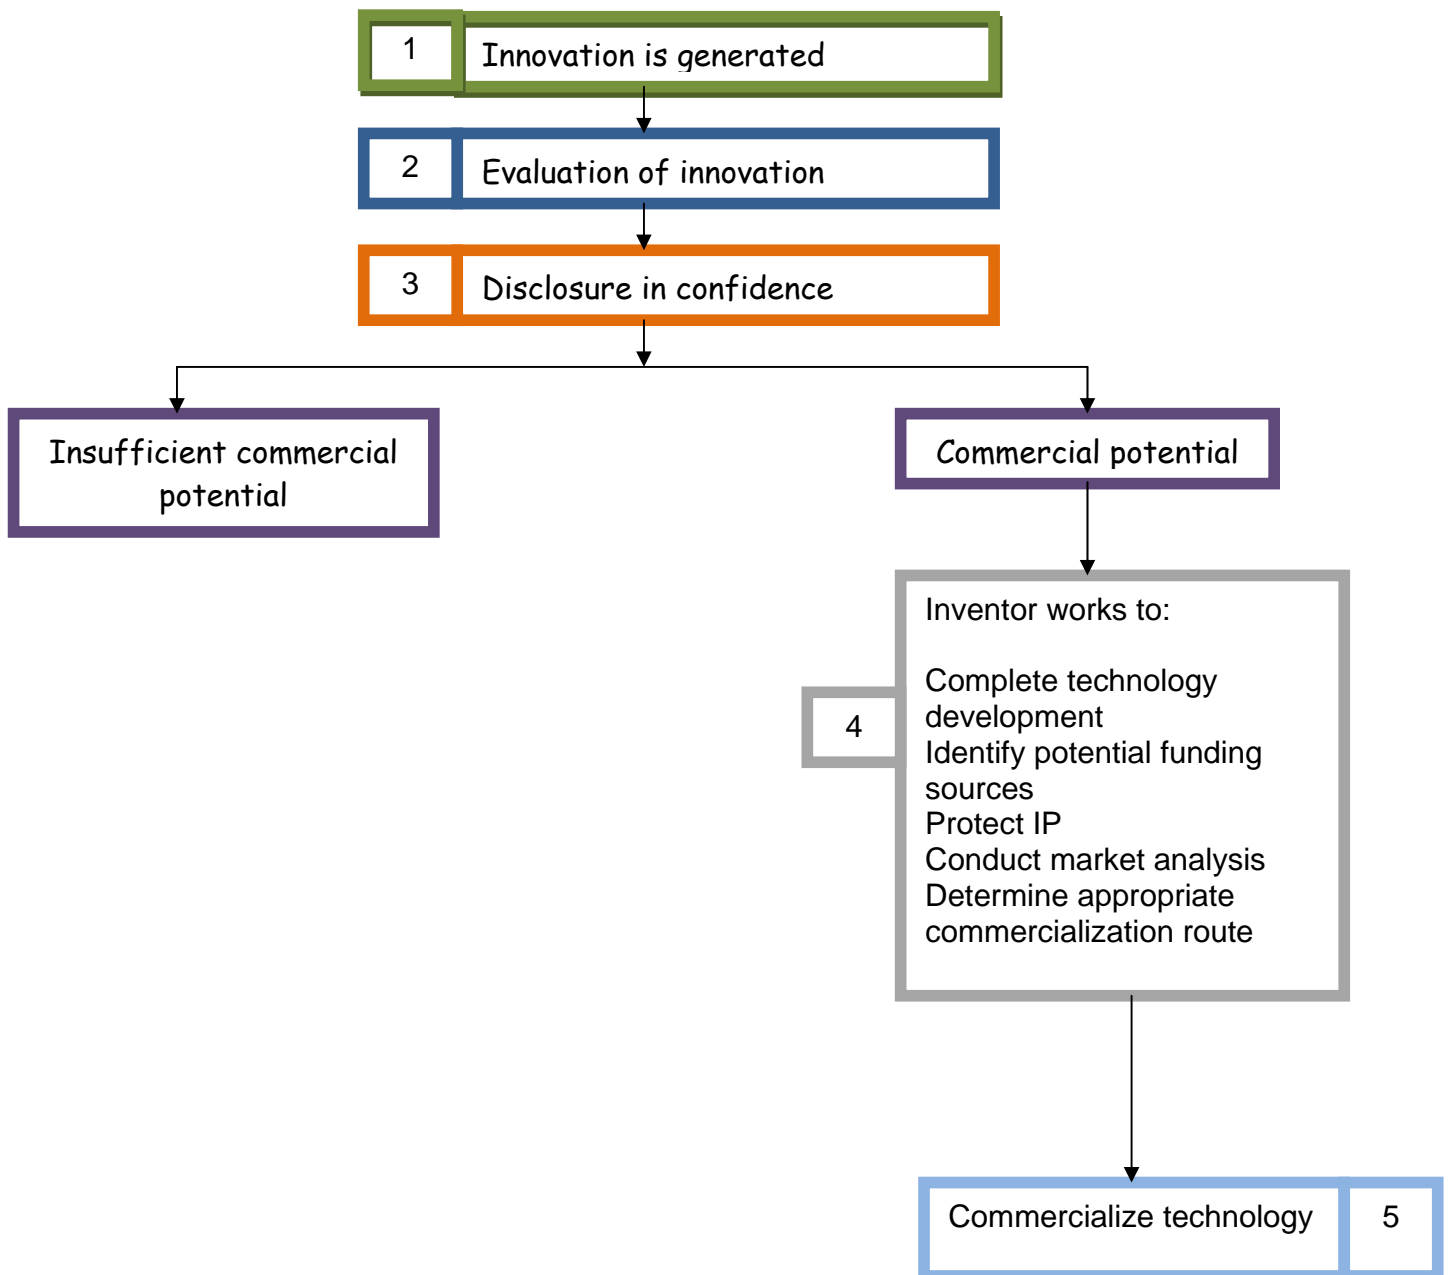 1
Innovation is generated
2
Evaluation of innovation
3
Disclosure in confidence
Insufficient commercial
potential
Commercial potential
Inventor works to:
Complete technology
development
Identify potential funding
sources
Protect IP
Conduct market analysis
Determine appropriate
commercialization route
4
Commercialize technology
5